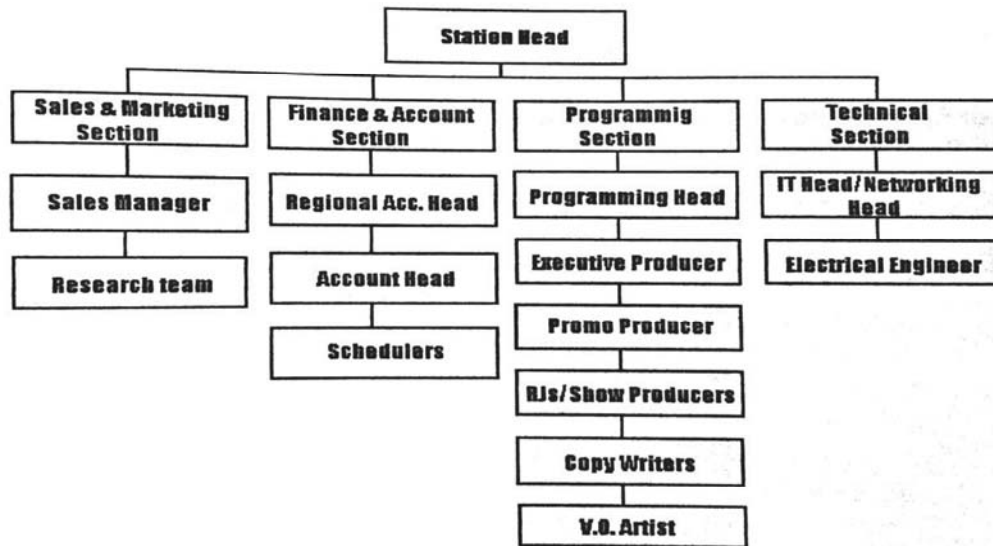 Station Head
Sales & Marketing
Section
Finance & Account
Section
Programmig
Section
Technical
Section
Sales Manager
Regional Acc. Head
Programming Head
IT Head/Networking
Head
Research team
Account Head
Executive Producer
Electrical Engineer
Schedulers
Promo Producer
RJs/Show Producers
Copy Writers
V.O. Artist